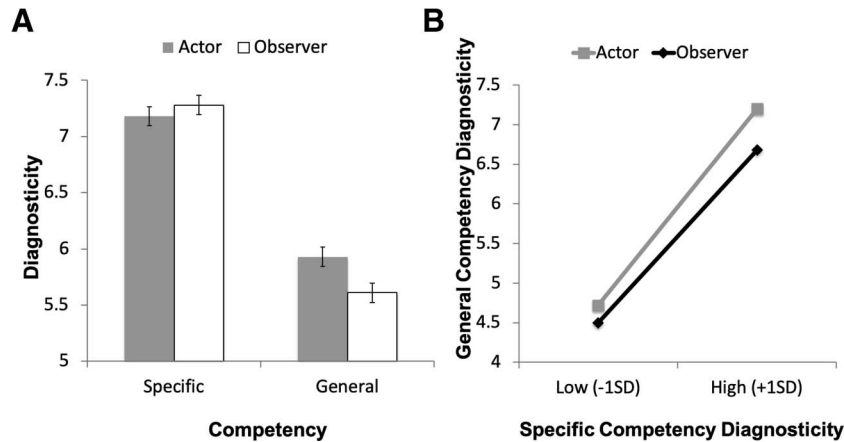 A
Actor Observer
Diagnosticity
7.5
7
6.5
6
5.5
5
Specific General
Competency
B
Actor Observer
General Competency Diagnosticity
7.5
7
6.5
6
5.5
5
4.5
4
Low (-1SD) High (+1SD)
Specific Competency Diagnosticity